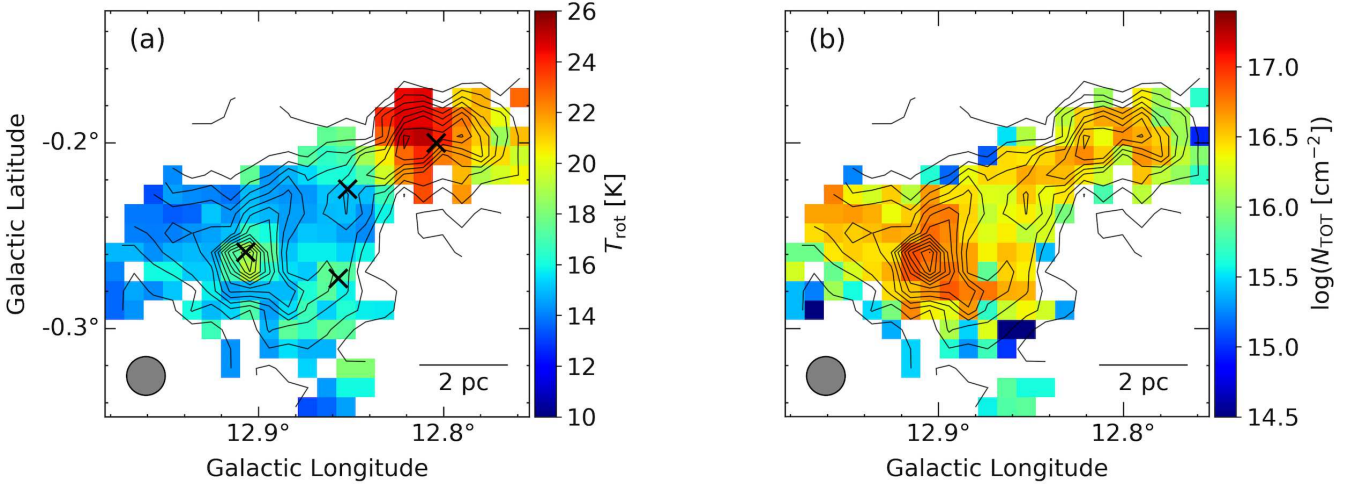 (a)
Galactic Latitude
-0.2°
-0.3°
2 pc
12.9°
12.8°
Galactic Longitude
26
24
22
20
18
16
14
12
10
T_rot [K]
(b)
2 pc
12.9°
12.8°
Galactic Longitude
17.0
16.5
16.0
15.5
15.0
14.5
log(N_TOT [cm⁻²])